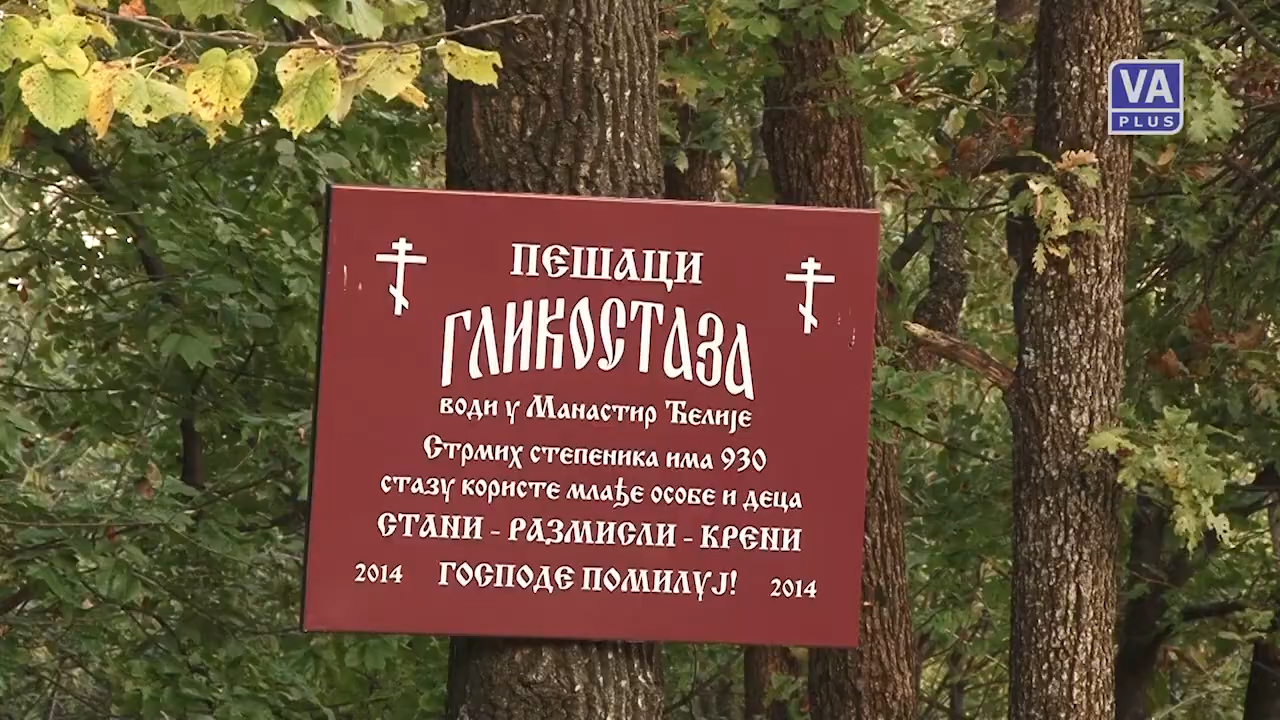 VA
PLUS
ПЕШАЦИ
ГЛИКОСТАЗА
води у Манастир Ћелије
Стрмих степеника има 930
стазу користе млађе особе и деца
СТАНИ - РАЗМИСЛИ - КРЕНИ
2014 ГОСПОДЕ ПОМИЛУЈ! 2014